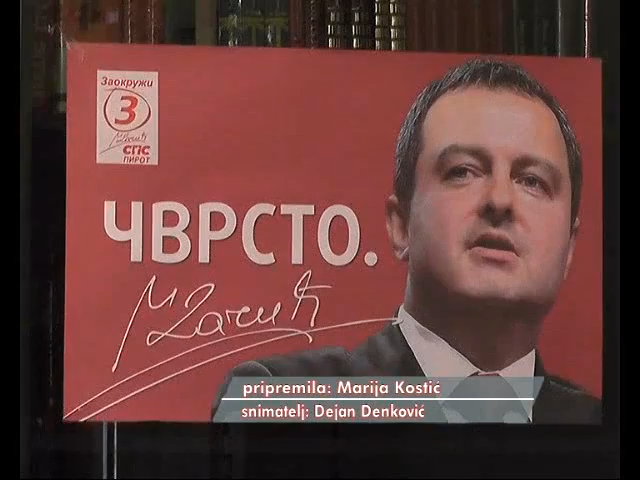 Заокружи
3
СПС
ПИРОТ
ЧВРСТО.
pripremila: Marija Kostić
snimatelj: Dejan Denković